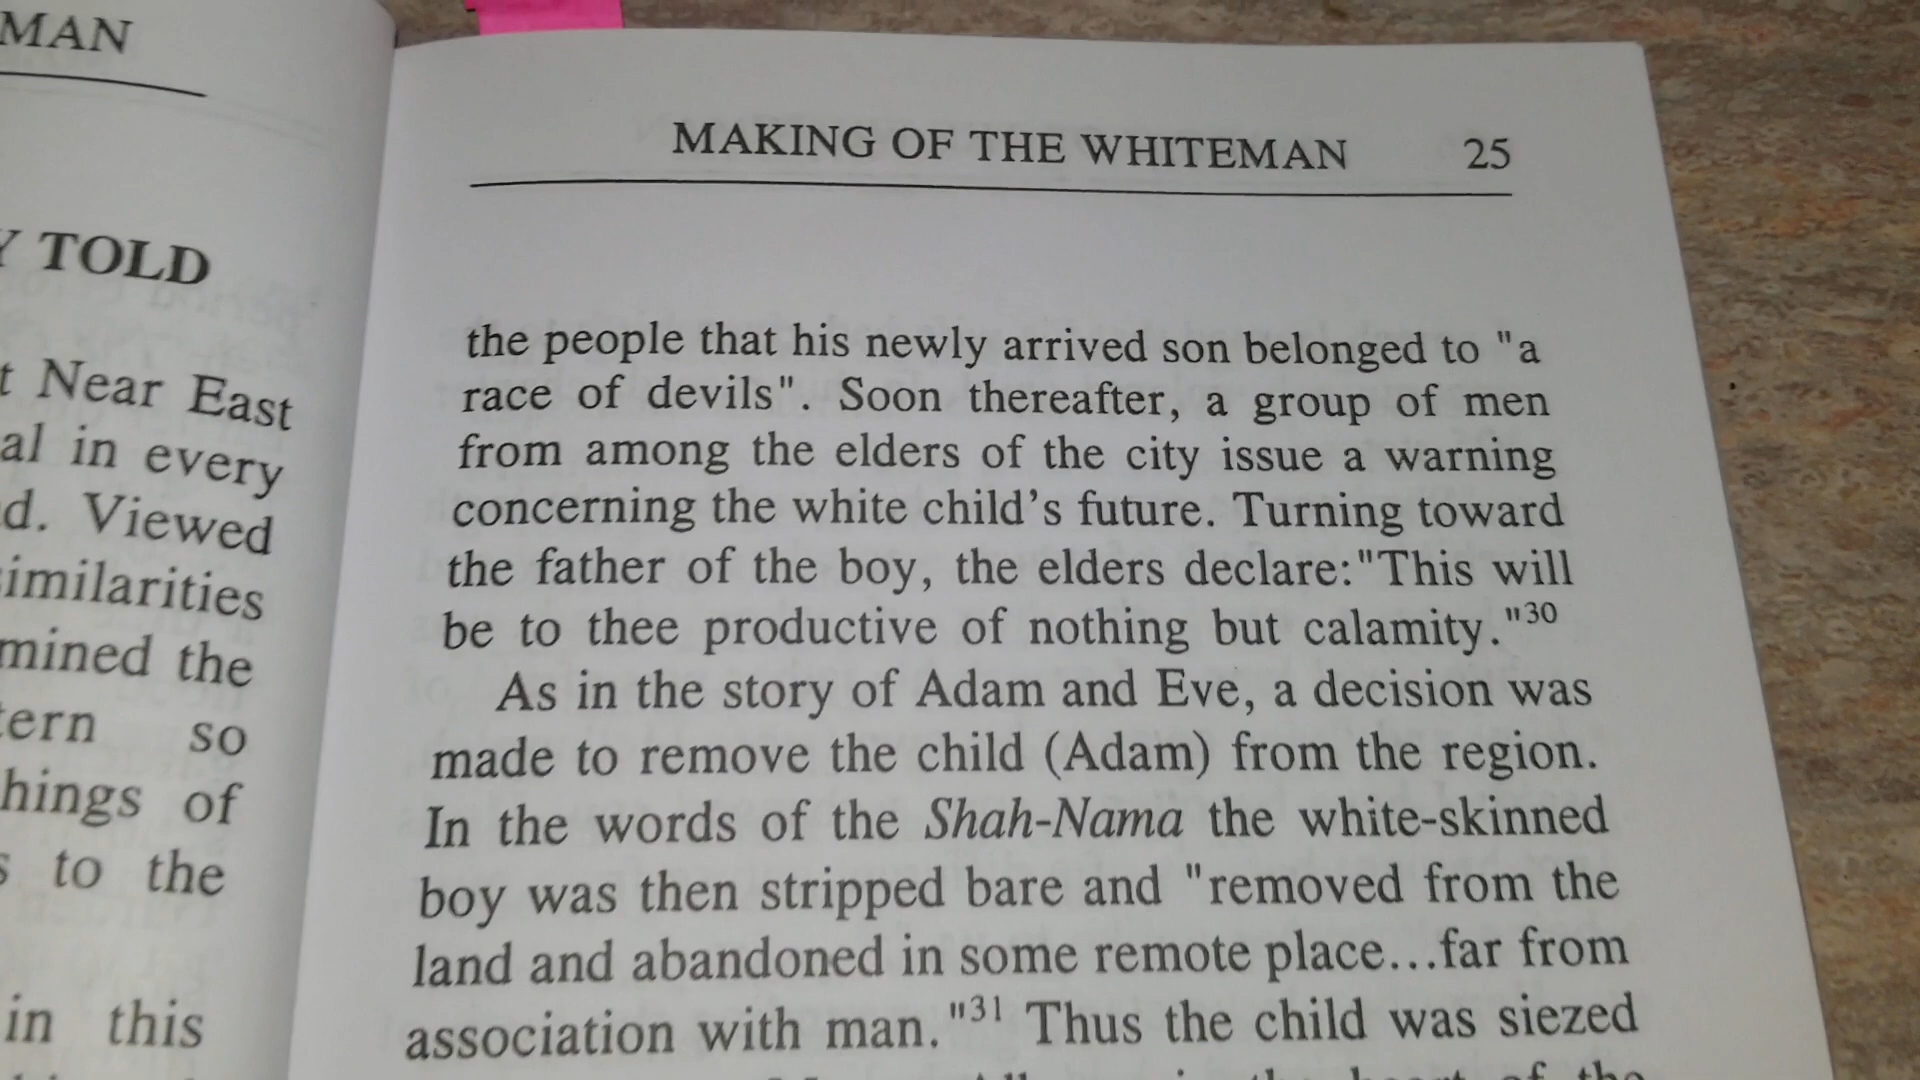 MAN
TOLD
Near East
al in every
d. Viewed
imilarities
mined the
tern so
hings of
s to the
in this
MAKING OF THE WHITEMAN 25
the people that his newly arrived son belonged to "a
race of devils". Soon thereafter, a group of men
from among the elders of the city issue a warning
concerning the white child's future. Turning toward
the father of the boy, the elders declare:"This will
be to thee productive of nothing but calamity."30
As in the story of Adam and Eve, a decision was
made to remove the child (Adam) from the region.
In the words of the Shah-Nama the white-skinned
boy was then stripped bare and "removed from the
land and abandoned in some remote place...far from
association with man."31 Thus the child was siezed